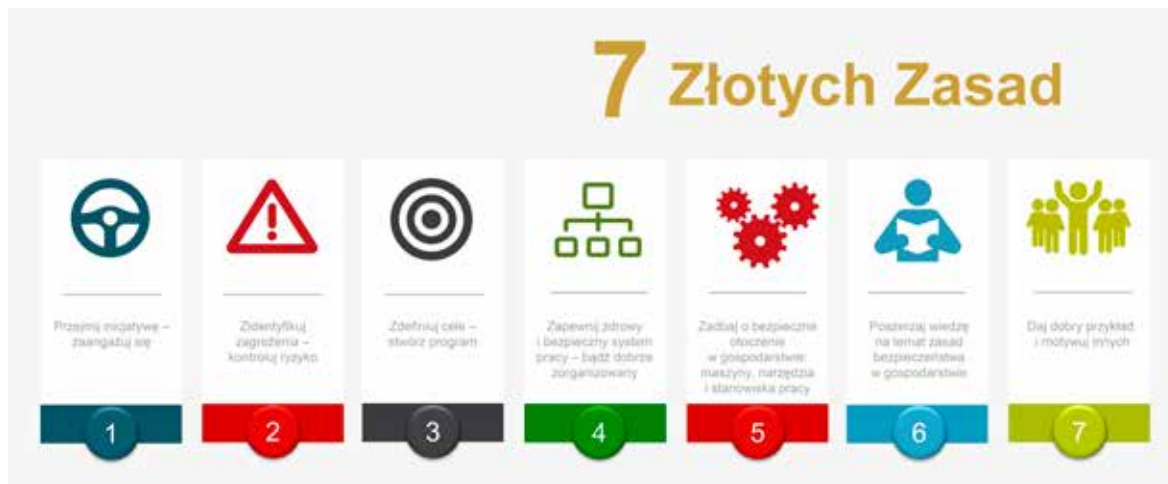 7 Złotych Zasad
Przejmij inicjatywę –
zaangażuj się
1
Zidentyfikuj
zagrożenia –
kontroluj ryzyko
2
Zdefiniuj cele –
stwórz program
3
Zapewnij zdrowy
i bezpieczny system
pracy – bądź dobrze
zorganizowany
4
Zadbaj o bezpieczne
otoczenie
w gospodarstwie:
maszyny, narzędzia
i stanowiska pracy
5
Poszerzaj wiedzę
na temat zasad
bezpieczeństwa
w gospodarstwie
6
Daj dobry przykład
i motywuj innych
7